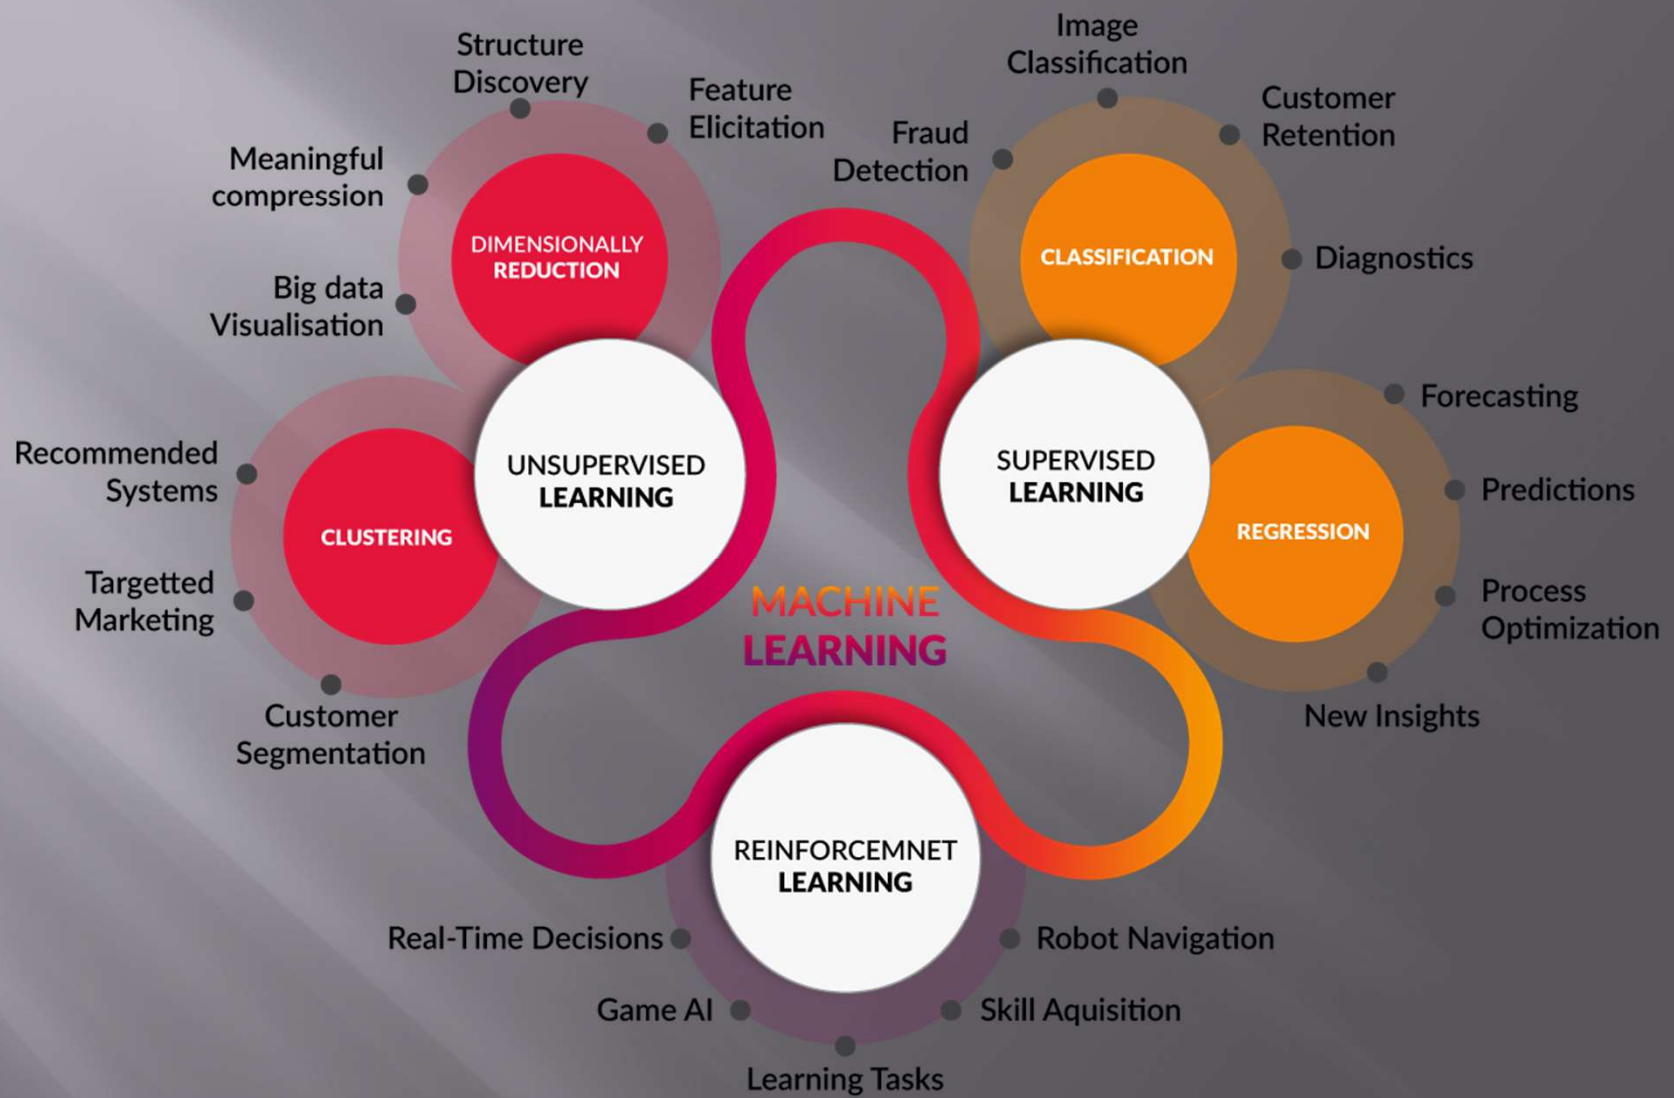 Structure
Discovery
Feature
Elicitation
Meaningful
compression
Big data
Visualisation
DIMENSIONALLY
REDUCTION
Image
Classification
Customer
Retention
Fraud
Detection
CLASSIFICATION
Diagnostics
Recommended
Systems
Targetted
Marketing
Customer
Segmentation
CLUSTERING
UNSUPERVISED
LEARNING
SUPERVISED
LEARNING
Forecasting
Predictions
Process
Optimization
New Insights
REGRESSION
MACHINE
LEARNING
REINFORCEMNET
LEARNING
Real-Time Decisions
Robot Navigation
Game AI
Skill Aquisition
Learning Tasks